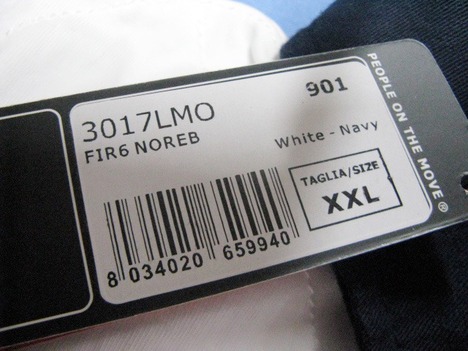 901
3017LMO
FIR6 NOREB
White - Navy
TAGLIA/SIZE
XXL
8 034020 659940
PEOPLE ON THE MOVE®